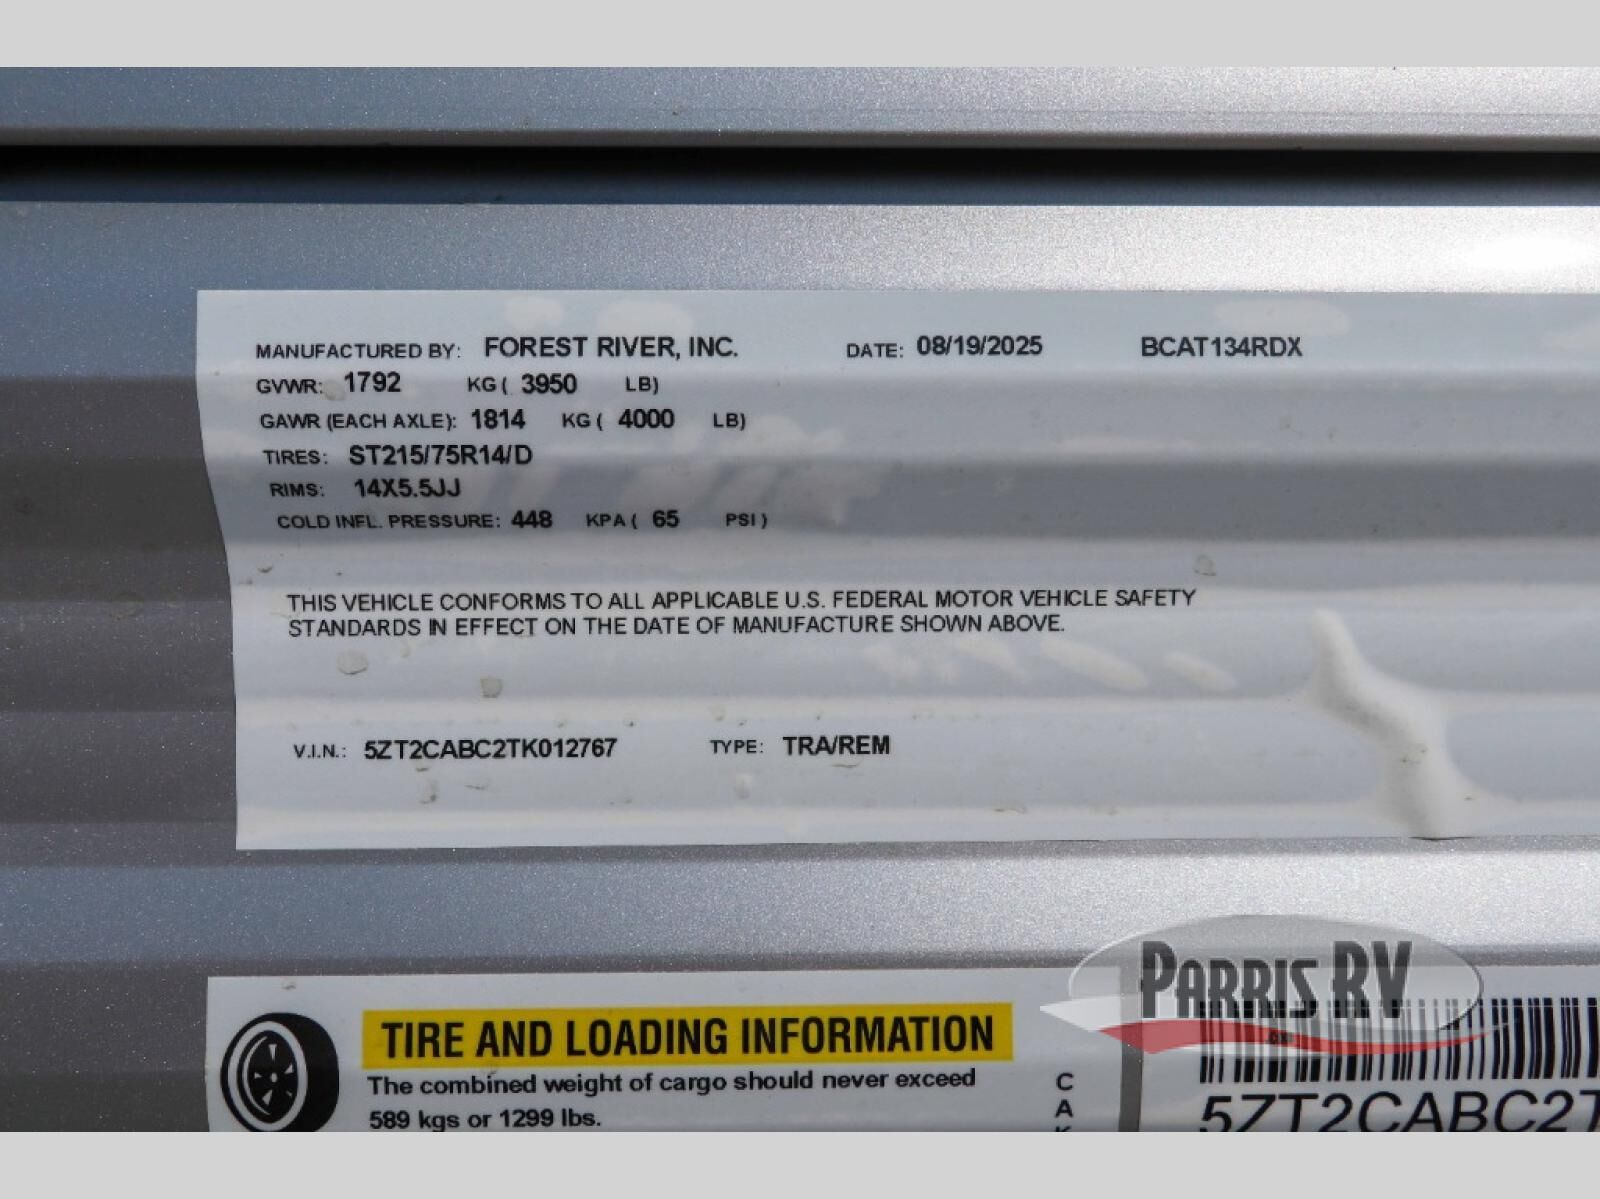 MANUFACTURED BY: FOREST RIVER, INC. DATE: 08/19/2025 BCAT134RDX
GVWR: 1792 KG ( 3950 LB)
GAWR (EACH AXLE): 1814 KG ( 4000 LB)
TIRES: ST215/75R14/D
RIMS: 14X5.5JJ
COLD INFL. PRESSURE: 448 KPA ( 65 PSI )
THIS VEHICLE CONFORMS TO ALL APPLICABLE U.S. FEDERAL MOTOR VEHICLE SAFETY
STANDARDS IN EFFECT ON THE DATE OF MANUFACTURE SHOWN ABOVE.
V.I.N.: 5ZT2CABC2TK012767 TYPE: TRA/REM
PARRIS RV
.COM
TIRE AND LOADING INFORMATION
The combined weight of cargo should never exceed
589 kgs or 1299 lbs.
C
A
5ZT2CABC2T